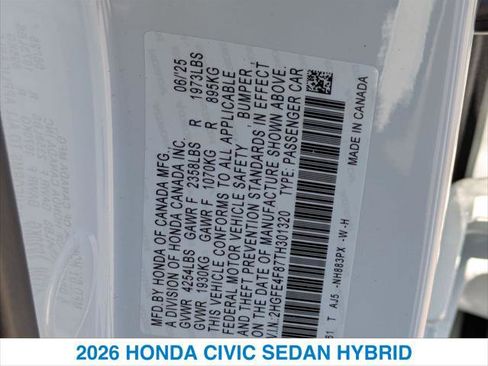 MFD. BY HONDA OF CANADA MFG., 06/'25
A DIVISION OF HONDA CANADA INC.
GVWR 4254LBS GAWR F 2358LBS R 1973LBS
GVWR 1930KG GAWR F 1070KG R 895KG
THIS VEHICLE CONFORMS TO ALL APPLICABLE
FEDERAL MOTOR VEHICLE SAFETY, BUMPER,
AND THEFT PREVENTION STANDARDS IN EFFECT
ON THE DATE OF MANUFACTURE SHOWN ABOVE.
V.I.N.:2HGFE4F87TH301320 TYPE: PASSENGER CAR
T AJ5 -NH883PX -W -H
MADE IN CANADA
2026 HONDA CIVIC SEDAN HYBRID